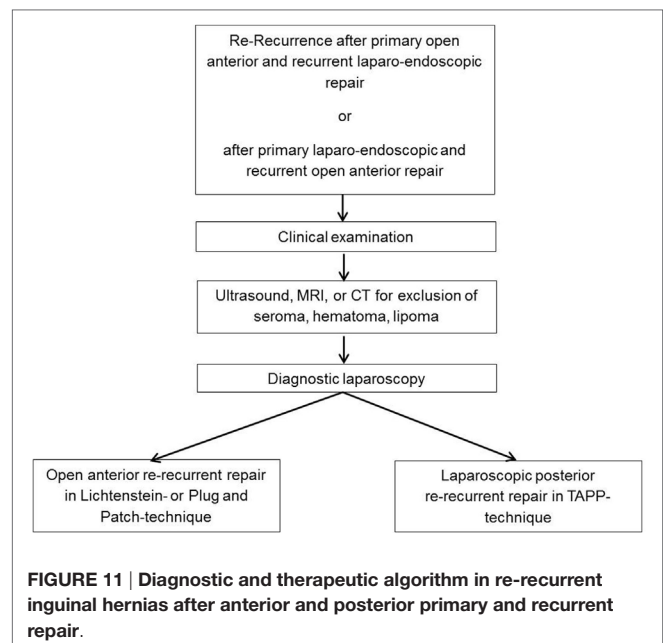 Re-Recurrence after primary open
anterior and recurrent laparo-endoscopic
repair
or
after primary laparo-endoscopic and
recurrent open anterior repair
Clinical examination
Ultrasound, MRI, or CT for exclusion of
seroma, hematoma, lipoma
Diagnostic laparoscopy
Open anterior re-recurrent repair
in Lichtenstein- or Plug and
Patch-technique
Laparoscopic posterior
re-recurrent repair in TAPP-
technique
FIGURE 11 | Diagnostic and therapeutic algorithm in re-recurrent
inguinal hernias after anterior and posterior primary and recurrent
repair.